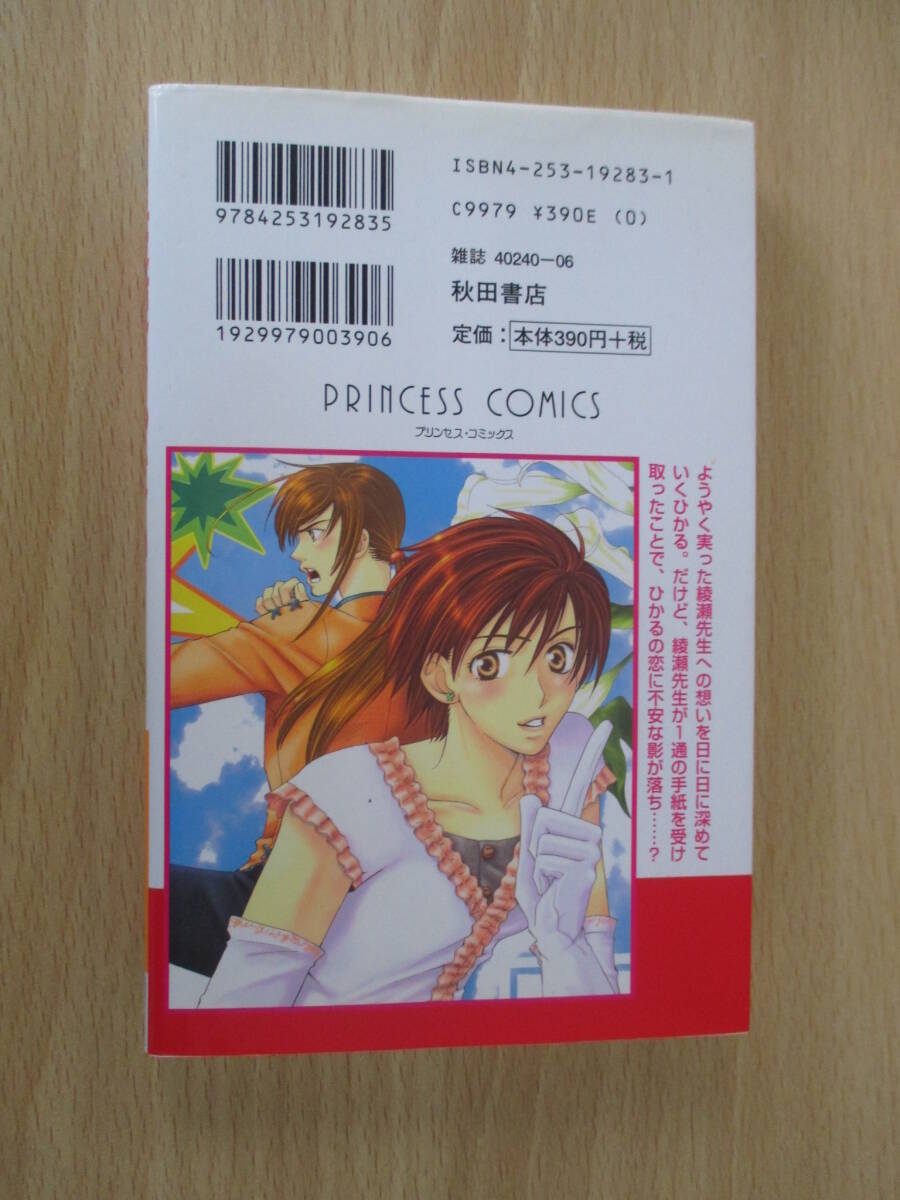 ISBN4-253-19283-1
9784253192835
C9979 ¥390E (0)
雑誌 40240-06
秋田書店
1929979003906
定価：本体390円+税
PRINCESS COMICS
プリンセス・コミックス
ようやく実った綾瀬先生への想いを日に日に深めて
いくひかる。だけど、綾瀬先生が1通の手紙を受け
取ったことで、ひかるの恋に不安な影が落ち……？